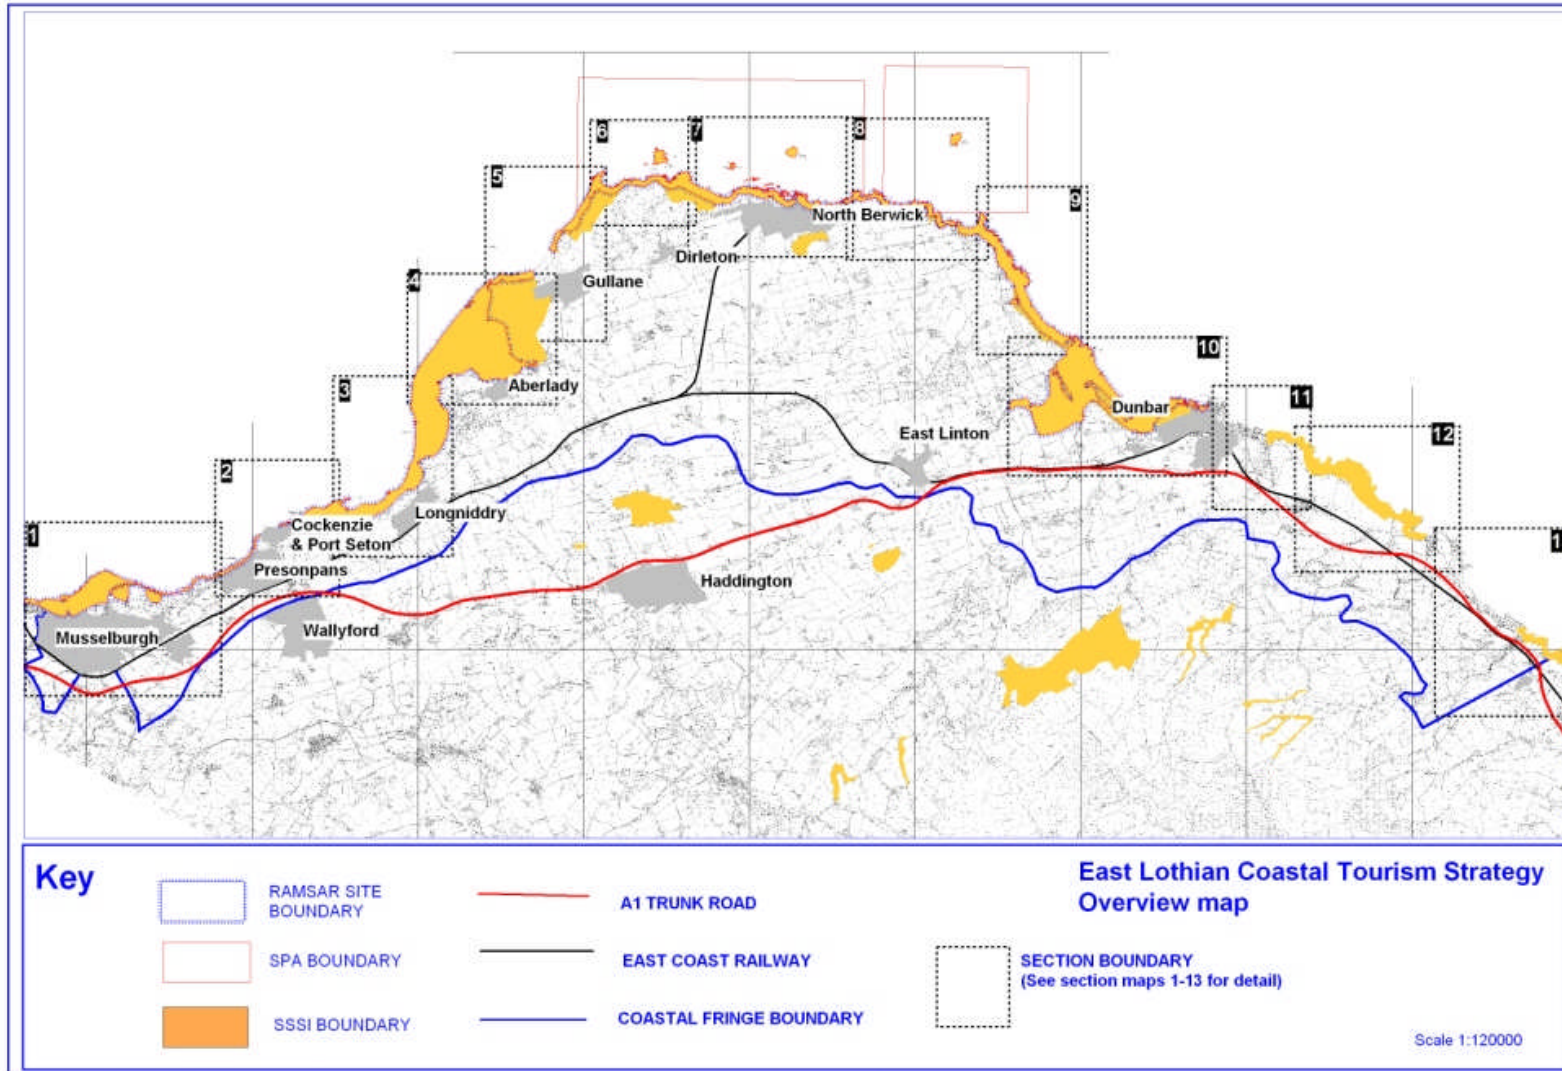 6
7
8
5
9
North Berwick
Dirleton
4
Gullane
10
3
Aberlady
11
Dunbar
12
East Linton
2
Longniddry
1
Cockenzie
& Port Seton
1
Presonpans
Haddington
Wallyford
Musselburgh
Key
RAMSAR SITE
BOUNDARY
SPA BOUNDARY
SSSI BOUNDARY
A1 TRUNK ROAD
EAST COAST RAILWAY
COASTAL FRINGE BOUNDARY
East Lothian Coastal Tourism Strategy
Overview map
SECTION BOUNDARY
(See section maps 1-13 for detail)
Scale 1:120000